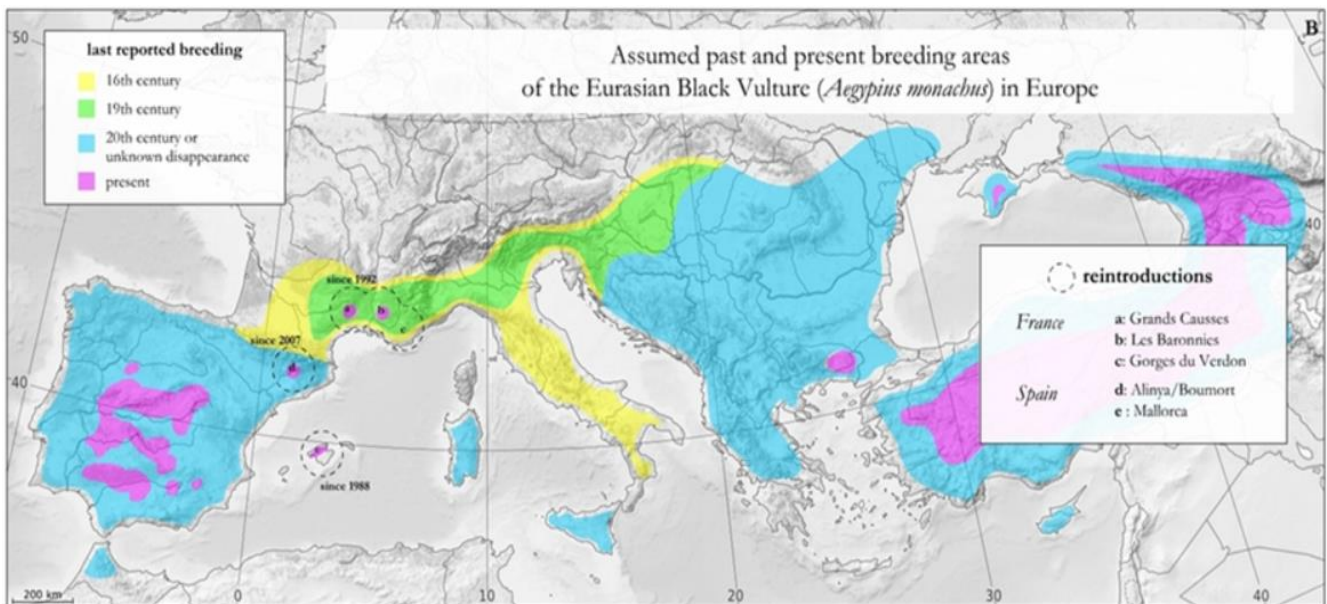 B
50
last reported breeding
16th century
19th century
20th century or
unknown disappearance
present
Assumed past and present breeding areas
of the Eurasian Black Vulture (Aegypius monachus) in Europe
40
since 1992
a
b
c
since 2007
d
40
since 1988
reintroductions
France
a: Grands Causses
b: Les Baronnies
c: Gorges du Verdon
Spain
d: Alinya/Boumort
e : Mallorca
200 km
0
10
20
30
40